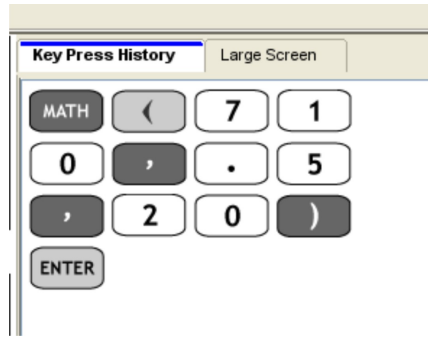 Key Press History Large Screen
MATH ◄ 7 1
0 , . 5
, 2 0 )
ENTER